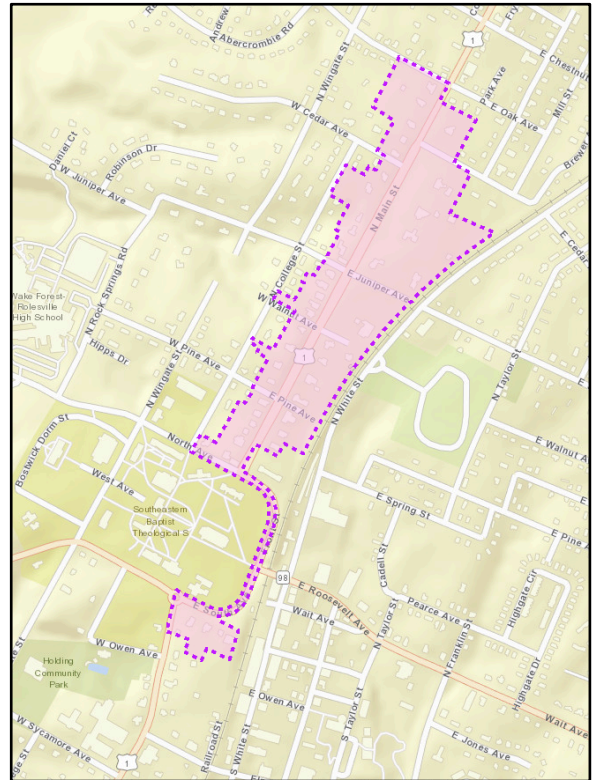 Andrew
Abercrombie Rd
N Wingate St
1
E Chestnut
Park Ave
Mill St
E Oak Ave
W Cedar Ave
Brewer
Daniel Ct
Robinson Dr
W Juniper Ave
N Main St
E Cedar
N College St
E Juniper Ave
N Rock Springs Rd
Wake Forest-
Rolesville
High School
W Walnut Ave
Hipps Dr
W Pine Ave
1
N Taylor St
N Wingate St
E Pine Ave
N White St
Bostwick Dorm St
North Ave
E Walnut A
West Ave
E Spring St
Southeastern
Baptist
Theological S
E Pine A
Cadell St
98
E Roosevelt Ave
Pearce Ave
Highgate Cir
Wait Ave
N Taylor St
N Franklin St
Highgate Dr
W Owen Ave
Holding
Community
Park
E Owen Ave
Wait Ave
S Taylor St
W Sycamore Ave
Railroad St
S White St
E Jones Ave
1